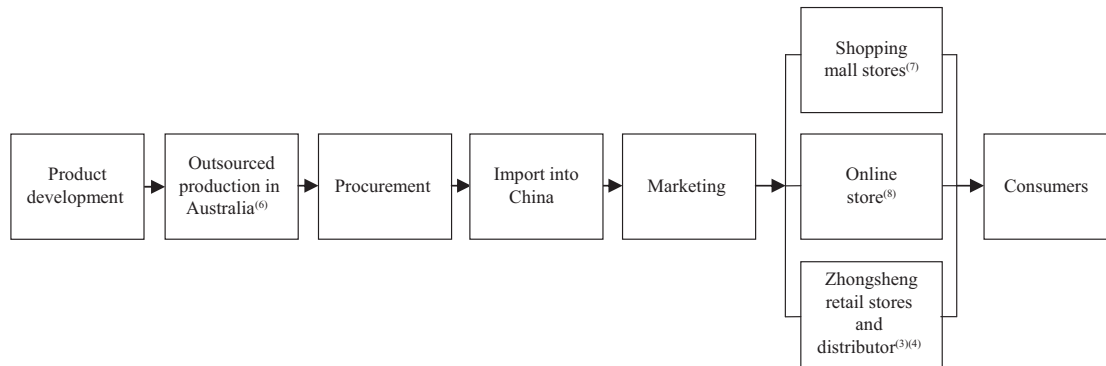 Product
development
Outsourced
production in
Australia(6)
Procurement
Import into
China
Marketing
Shopping
mall stores(7)
Online
store(8)
Zhongsheng
retail stores
and
distributor(3)(4)
Consumers